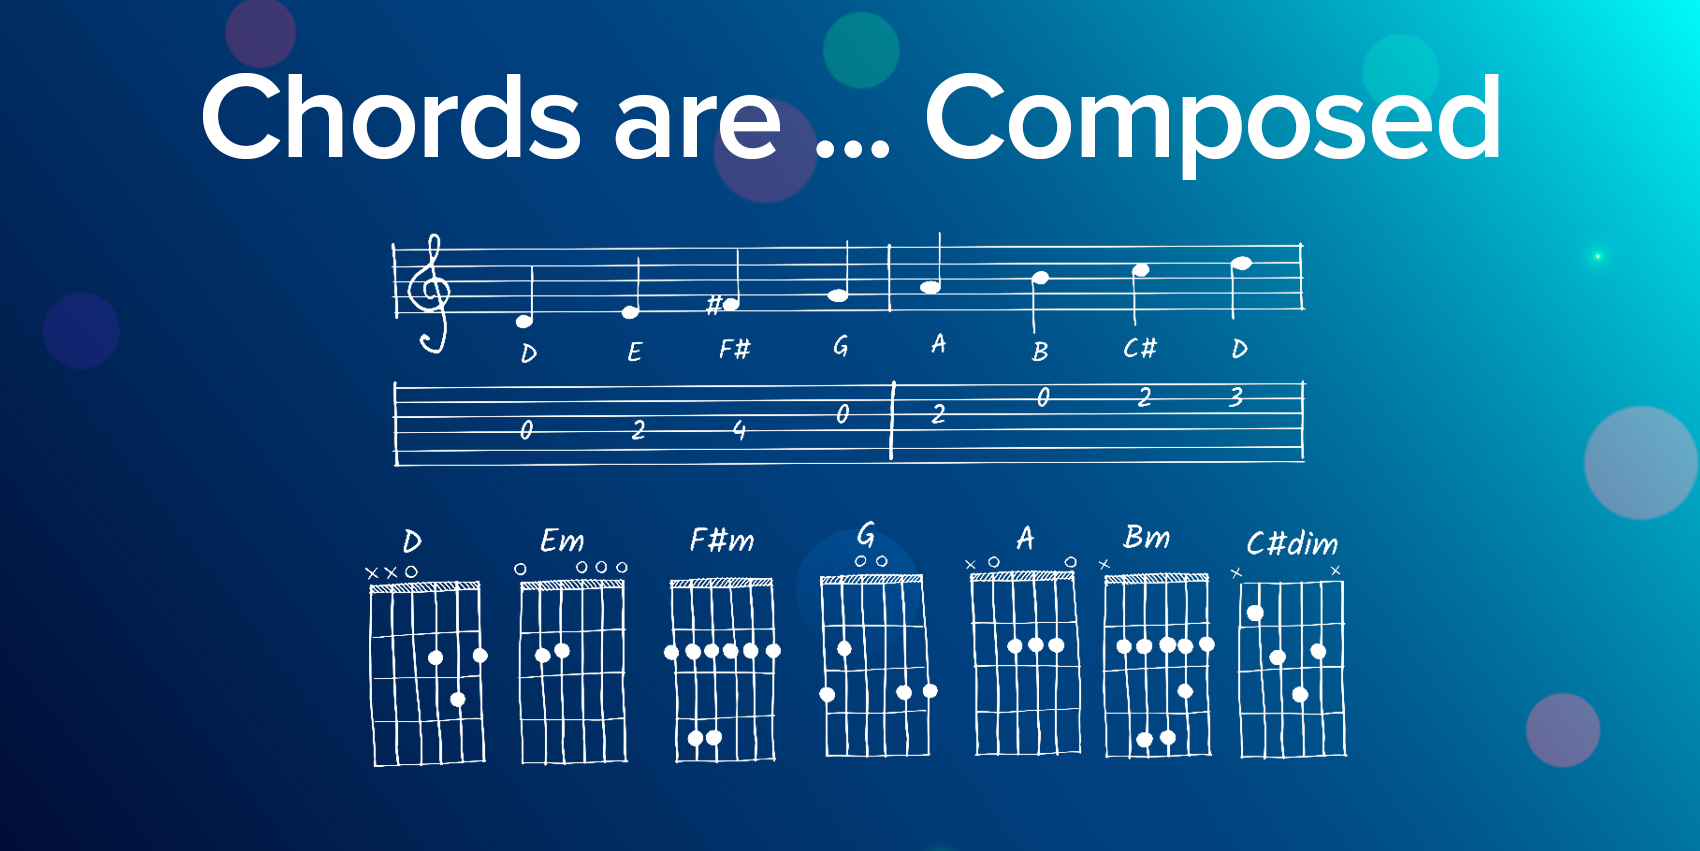 Chords are ... Composed
#
D E F# G A B C# D
0 2 4 0 2 0 2 3
D Em F#m G A Bm C#dim
x x o o o o o o o x o o x x x